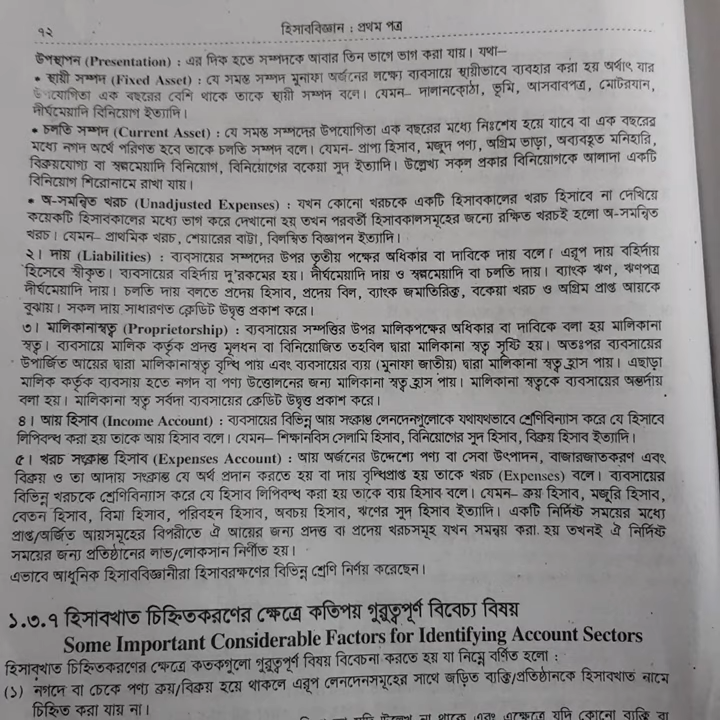 ১২
হিসাববিজ্ঞান : প্রথম পত্র
উপস্থাপন (Presentation) : এর দিক হতে সম্পদকে আবার তিন ভাগে ভাগ করা যায়। যথা–
• স্থায়ী সম্পদ (Fixed Asset) : যে সমস্ত সম্পদ মুনাফা অর্জনের লক্ষ্যে ব্যবসায়ে স্থায়ীভাবে ব্যবহার করা হয় অর্থাৎ যার
উপযোগিতা এক বছরের বেশি থাকে তাকে স্থায়ী সম্পদ বলে। যেমন– দালানকোঠা, ভূমি, আসবাবপত্র, মোটরযান,
দীর্ঘমেয়াদি বিনিয়োগ ইত্যাদি।
• চলতি সম্পদ (Current Asset) : যে সমস্ত সম্পদের উপযোগিতা এক বছরের মধ্যে নিঃশেষ হয়ে যাবে বা এক বছরের
মধ্যে নগদ অর্থে পরিণত হবে তাকে চলতি সম্পদ বলে। যেমন– প্রাপ্য হিসাব, মজুদ পণ্য, অগ্রিম ভাড়া, অব্যবহৃত মনিহারি,
বিক্রয়যোগ্য বা স্বল্পমেয়াদি বিনিয়োগ, বিনিয়োগের বকেয়া সুদ ইত্যাদি। উল্লেখ্য সকল প্রকার বিনিয়োগকে আলাদা একটি
বিনিয়োগ শিরোনামে রাখা যায়।
• অ-সমন্বিত খরচ (Unadjusted Expenses) : যখন কোনো খরচকে একটি হিসাবকালের খরচ হিসাবে না দেখিয়ে
কয়েকটি হিসাবকালের মধ্যে ভাগ করে দেখানো হয় তখন পরবর্তী হিসাবকালসমূহের জন্যে রক্ষিত খরচই হলো অ-সমন্বিত
খরচ। যেমন– প্রাথমিক খরচ, শেয়ারের বাট্টা, বিলম্বিত বিজ্ঞাপন ইত্যাদি।
২। দায় (Liabilities) : ব্যবসায়ের সম্পদের উপর তৃতীয় পক্ষের অধিকার বা দাবিকে দায় বলে। এরূপ দায় বহির্দায়
হিসেবে স্বীকৃত। ব্যবসায়ের বহির্দায় দু'রকমের হয়। দীর্ঘমেয়াদি দায় ও স্বল্পমেয়াদি বা চলতি দায়। ব্যাংক ঋণ, ঋণপত্র
দীর্ঘমেয়াদি দায়। চলতি দায় বলতে প্রদেয় হিসাব, প্রদেয় বিল, ব্যাংক জমাতিরিক্ত, বকেয়া খরচ ও অগ্রিম প্রাপ্ত আয়কে
বুঝায়। সকল দায় সাধারণত ক্রেডিট উদ্বৃত্ত প্রকাশ করে।
৩। মালিকানাস্বত্ব (Proprietorship) : ব্যবসায়ের সম্পত্তির উপর মালিকপক্ষের অধিকার বা দাবিকে বলা হয় মালিকানা
স্বত্ব। ব্যবসায়ে মালিক কর্তৃক প্রদত্ত মূলধন বা বিনিয়োজিত তহবিল দ্বারা মালিকানা স্বত্ব সৃষ্টি হয়। অতঃপর ব্যবসায়ের
উপার্জিত আয়ের দ্বারা মালিকানাস্বত্ব বৃদ্ধি পায় এবং ব্যবসায়ের ব্যয় (মুনাফা জাতীয়) দ্বারা মালিকানা স্বত্ব হ্রাস পায়। এছাড়া
মালিক কর্তৃক ব্যবসায় হতে নগদ বা পণ্য উত্তোলনের জন্য মালিকানা স্বত্ব হ্রাস পায়। মালিকানা স্বত্বকে ব্যবসায়ের অন্তর্দায়
বলা হয়। মালিকানা স্বত্ব সর্বদা ব্যবসায়ের ক্রেডিট উদ্বৃত্ত প্রকাশ করে।
৪। আয় হিসাব (Income Account) : ব্যবসায়ের বিভিন্ন আয় সংক্রান্ত লেনদেনগুলোকে যথাযথভাবে শ্রেণিবিন্যাস করে যে হিসাবে
লিপিবদ্ধ করা হয় তাকে আয় হিসাব বলে। যেমন– শিক্ষানবিস সেলামি হিসাব, বিনিয়োগের সুদ হিসাব, বিক্রয় হিসাব ইত্যাদি।
৫। খরচ সংক্রান্ত হিসাব (Expenses Account) : আয় অর্জনের উদ্দেশ্যে পণ্য বা সেবা উৎপাদন, বাজারজাতকরণ এবং
বিক্রয় ও তা আদায় সংক্রান্ত যে অর্থ প্রদান করতে হয় বা দায় বৃদ্ধিপ্রাপ্ত হয় তাকে খরচ (Expenses) বলে। ব্যবসায়ের
বিভিন্ন খরচকে শ্রেণিবিন্যাস করে যে হিসাব লিপিবদ্ধ করা হয় তাকে ব্যয় হিসাব বলে। যেমন– ক্রয় হিসাব, মজুরি হিসাব,
বেতন হিসাব, বিমা হিসাব, পরিবহন হিসাব, অবচয় হিসাব, ঋণের সুদ হিসাব ইত্যাদি। একটি নির্দিষ্ট সময়ের মধ্যে
প্রাপ্ত/অর্জিত আয়সমূহের বিপরীতে ঐ আয়ের জন্য প্রদত্ত বা প্রদেয় খরচসমূহ যখন সমন্বয় করা হয় তখনই ঐ নির্দিষ্ট
সময়ের জন্য প্রতিষ্ঠানের লাভ/লোকসান নির্ণীত হয়।
এভাবে আধুনিক হিসাববিজ্ঞানীরা হিসাবরক্ষণের বিভিন্ন শ্রেণি নির্ণয় করেছেন।
১.৩.৭ হিসাবখাত চিহ্নিতকরণের ক্ষেত্রে কতিপয় গুরুত্বপূর্ণ বিবেচ্য বিষয়
Some Important Considerable Factors for Identifying Account Sectors
হিসাবখাত চিহ্নিতকরণের ক্ষেত্রে কতকগুলো গুরুত্বপূর্ণ বিষয় বিবেচনা করতে হয় যা নিম্নে বর্ণিত হলো :
(১) নগদে বা চেকে পণ্য ক্রয়/বিক্রয় হয়ে থাকলে এরূপ লেনদেনসমূহের সাথে জড়িত ব্যক্তি/প্রতিষ্ঠানকে হিসাবখাত নামে
চিহ্নিত করা যায় না।
না থাকে এবং এক্ষেত্রে যদি কোনো ব্যক্তি বা